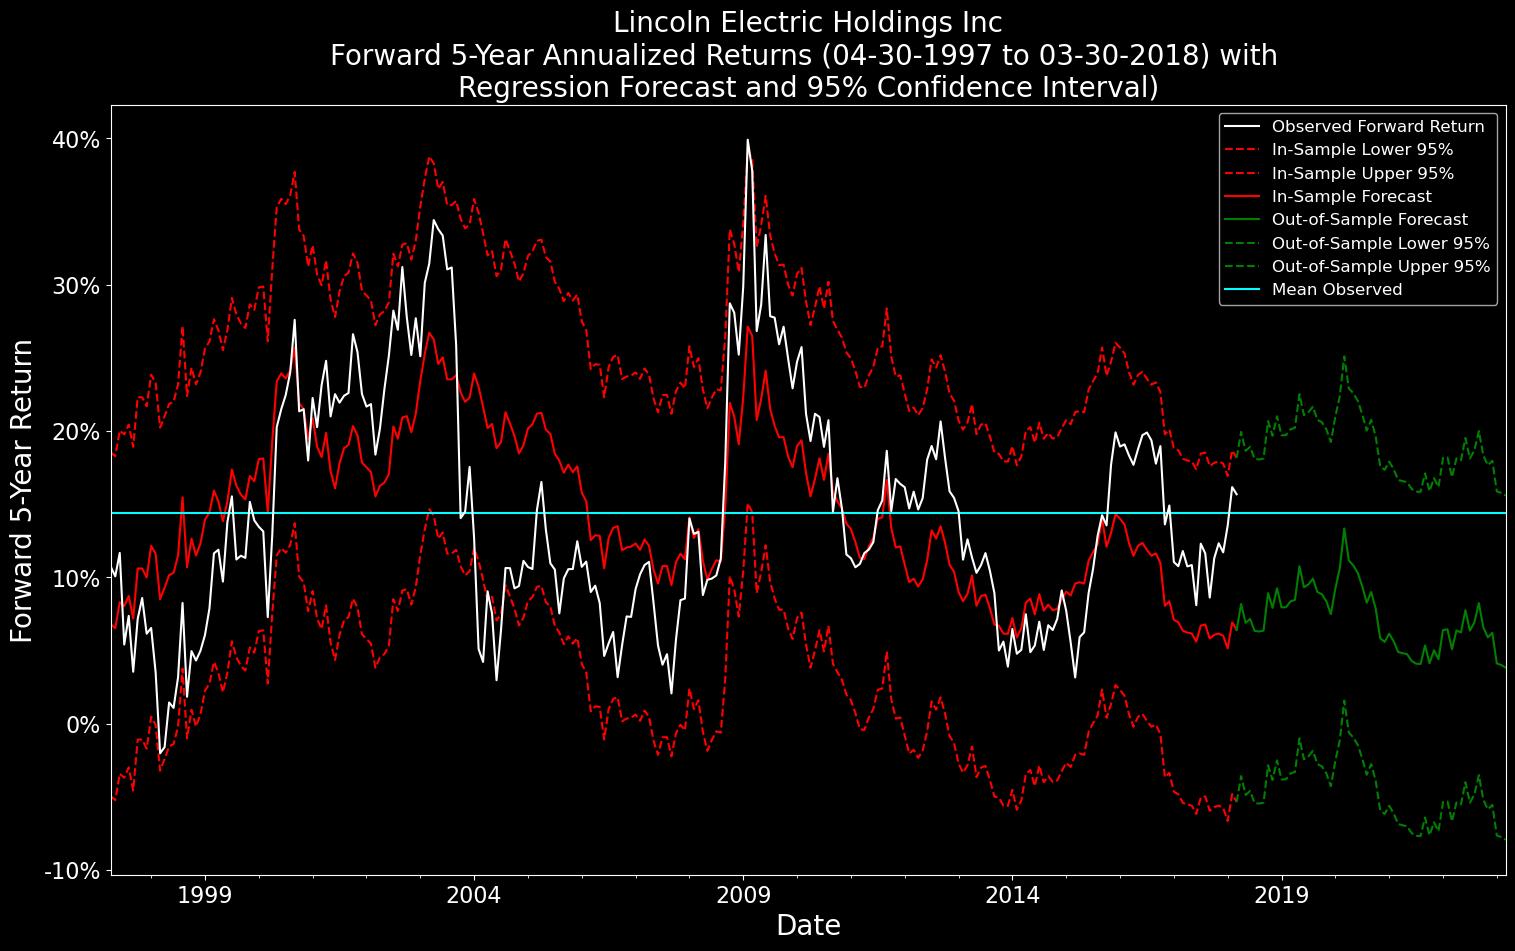 Lincoln Electric Holdings Inc
Forward 5-Year Annualized Returns (04-30-1997 to 03-30-2018) with
Regression Forecast and 95% Confidence Interval)
Forward 5-Year Return
40%
30%
20%
10%
0%
-10%
Observed Forward Return
In-Sample Lower 95%
In-Sample Upper 95%
In-Sample Forecast
Out-of-Sample Forecast
Out-of-Sample Lower 95%
Out-of-Sample Upper 95%
Mean Observed
1999
2004
2009
2014
2019
Date